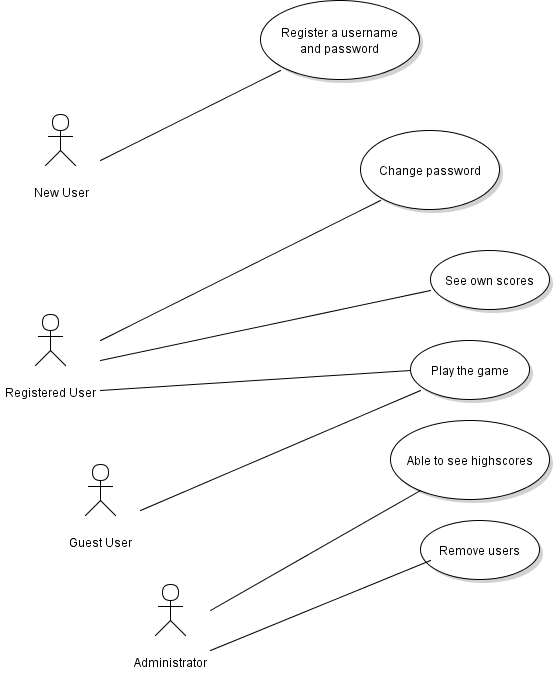 Register a username
and password
New User
Change password
See own scores
Registered User
Play the game
Able to see highscores
Guest User
Remove users
Administrator